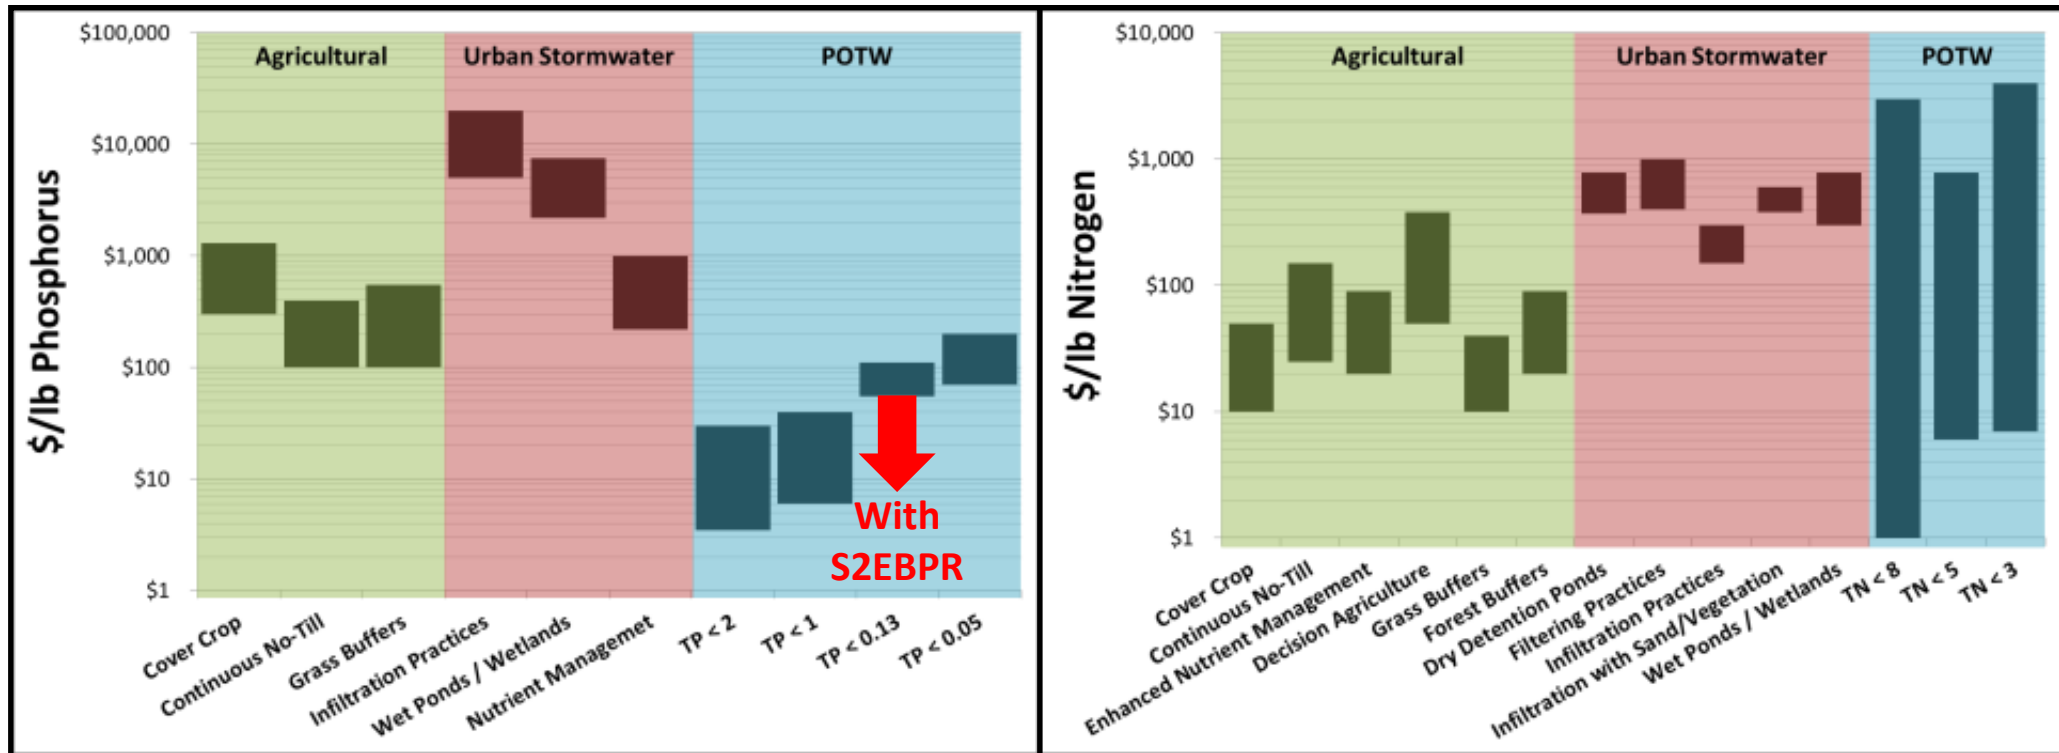 $/lb Phosphorus
$100,000
$10,000
$1,000
$100
$10
$1
Agricultural
Urban Stormwater
POTW
With
S2EBPR
Cover Crop
Continuous No-Till
Grass Buffers
Infiltration Practices
Wet Ponds / Wetlands
Nutrient Managemet
TP < 2
TP < 1
TP < 0.13
TP < 0.05
$/lb Nitrogen
$10,000
$1,000
$100
$10
$1
Agricultural
Urban Stormwater
POTW
Cover Crop
Continuous No-Till
Enhanced Nutrient Management
Decision Agriculture
Grass Buffers
Forest Buffers
Dry Detention Ponds
Filtering Practices
Infiltration Practices
Infiltration with Sand/Vegetation
Wet Ponds / Wetlands
TN < 8
TN < 5
TN < 3